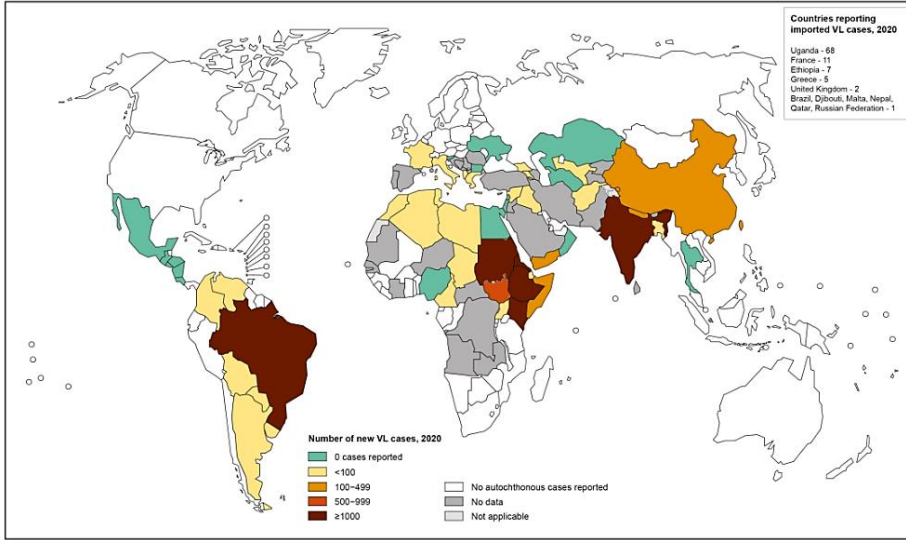 Countries reporting
imported VL cases, 2020
Uganda - 68
France - 11
Ethiopia - 7
Greece - 5
United Kingdom - 2
Brazil, Djibouti, Malta, Nepal,
Qatar, Russian Federation - 1
Number of new VL cases, 2020
0 cases reported
<100
100–499
500–999
≥1000
No autochthonous cases reported
No data
Not applicable